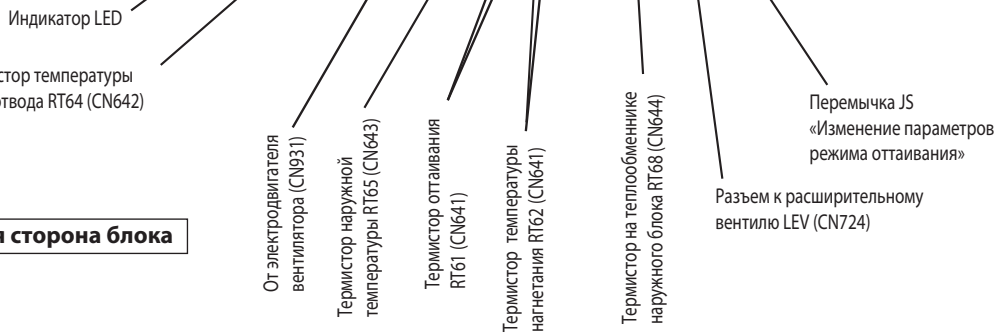 Индикатор LED
стор температуры
отвода RT64 (CN642)
я сторона блока
От электродвигателя
вентилятора (CN931)
Термистор наружной
температуры RT65 (CN643)
Термистор оттаивания
RT61 (CN641)
Термистор температуры
нагнетания RT62 (CN641)
Термистор на теплообменнике
наружного блока RT68 (CN644)
Разъем к расширительному
вентилю LEV (CN724)
Перемычка JS
«Изменение параметров
режима оттаивания»